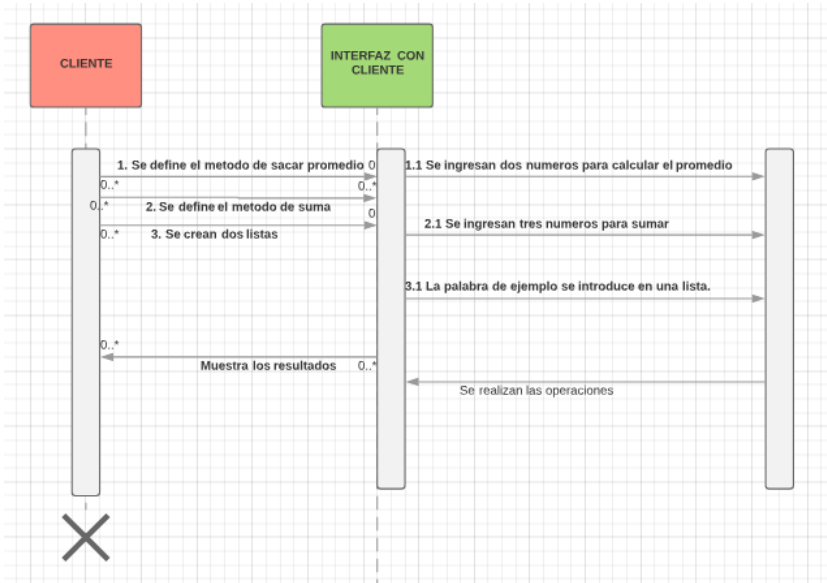 CLIENTE
INTERFAZ CON
CLIENTE
1. Se define el metodo de sacar promedio 0
1.1 Se ingresan dos numeros para calcular el promedio
0..*
0..*
0..*
2. Se define el metodo de suma
0
2.1 Se ingresan tres numeros para sumar
0..*
3. Se crean dos listas
3.1 La palabra de ejemplo se introduce en una lista.
0..*
Muestra los resultados
0..*
Se realizan las operaciones